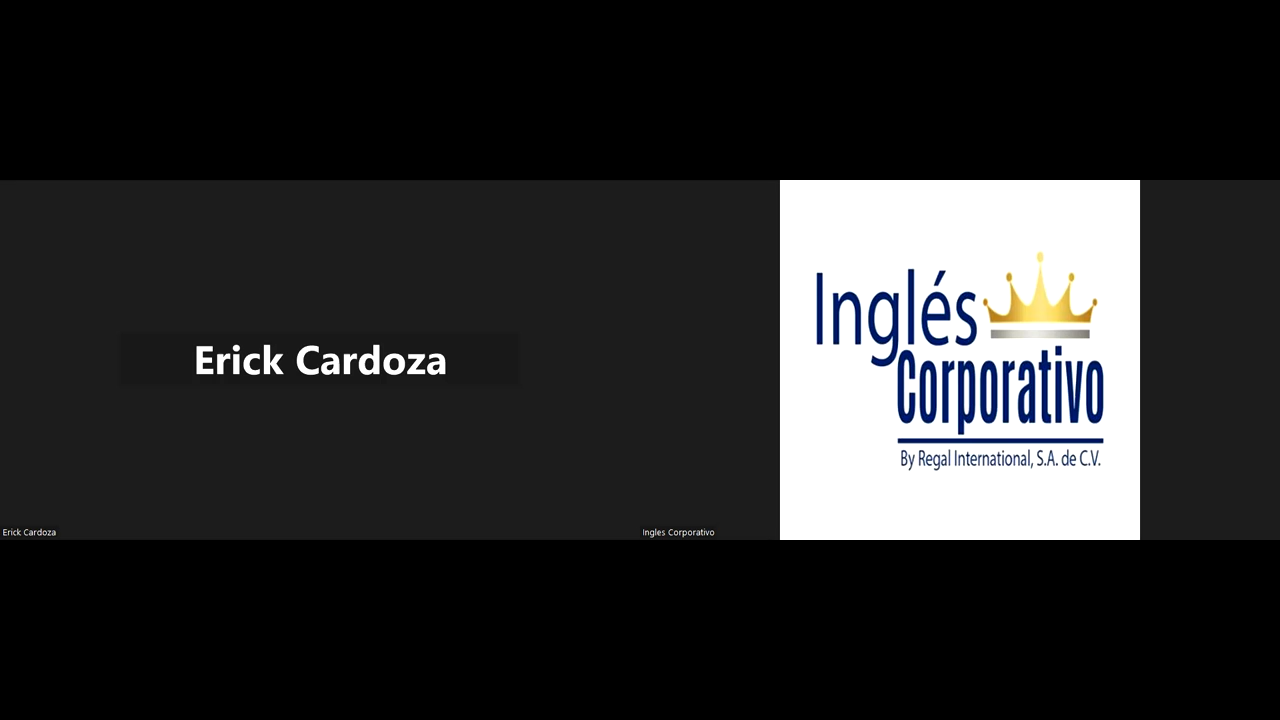 Erick Cardoza
Inglés
Corporativo
By Regal International, S.A. de C.V.
Erick Cardoza
Ingles Corporativo